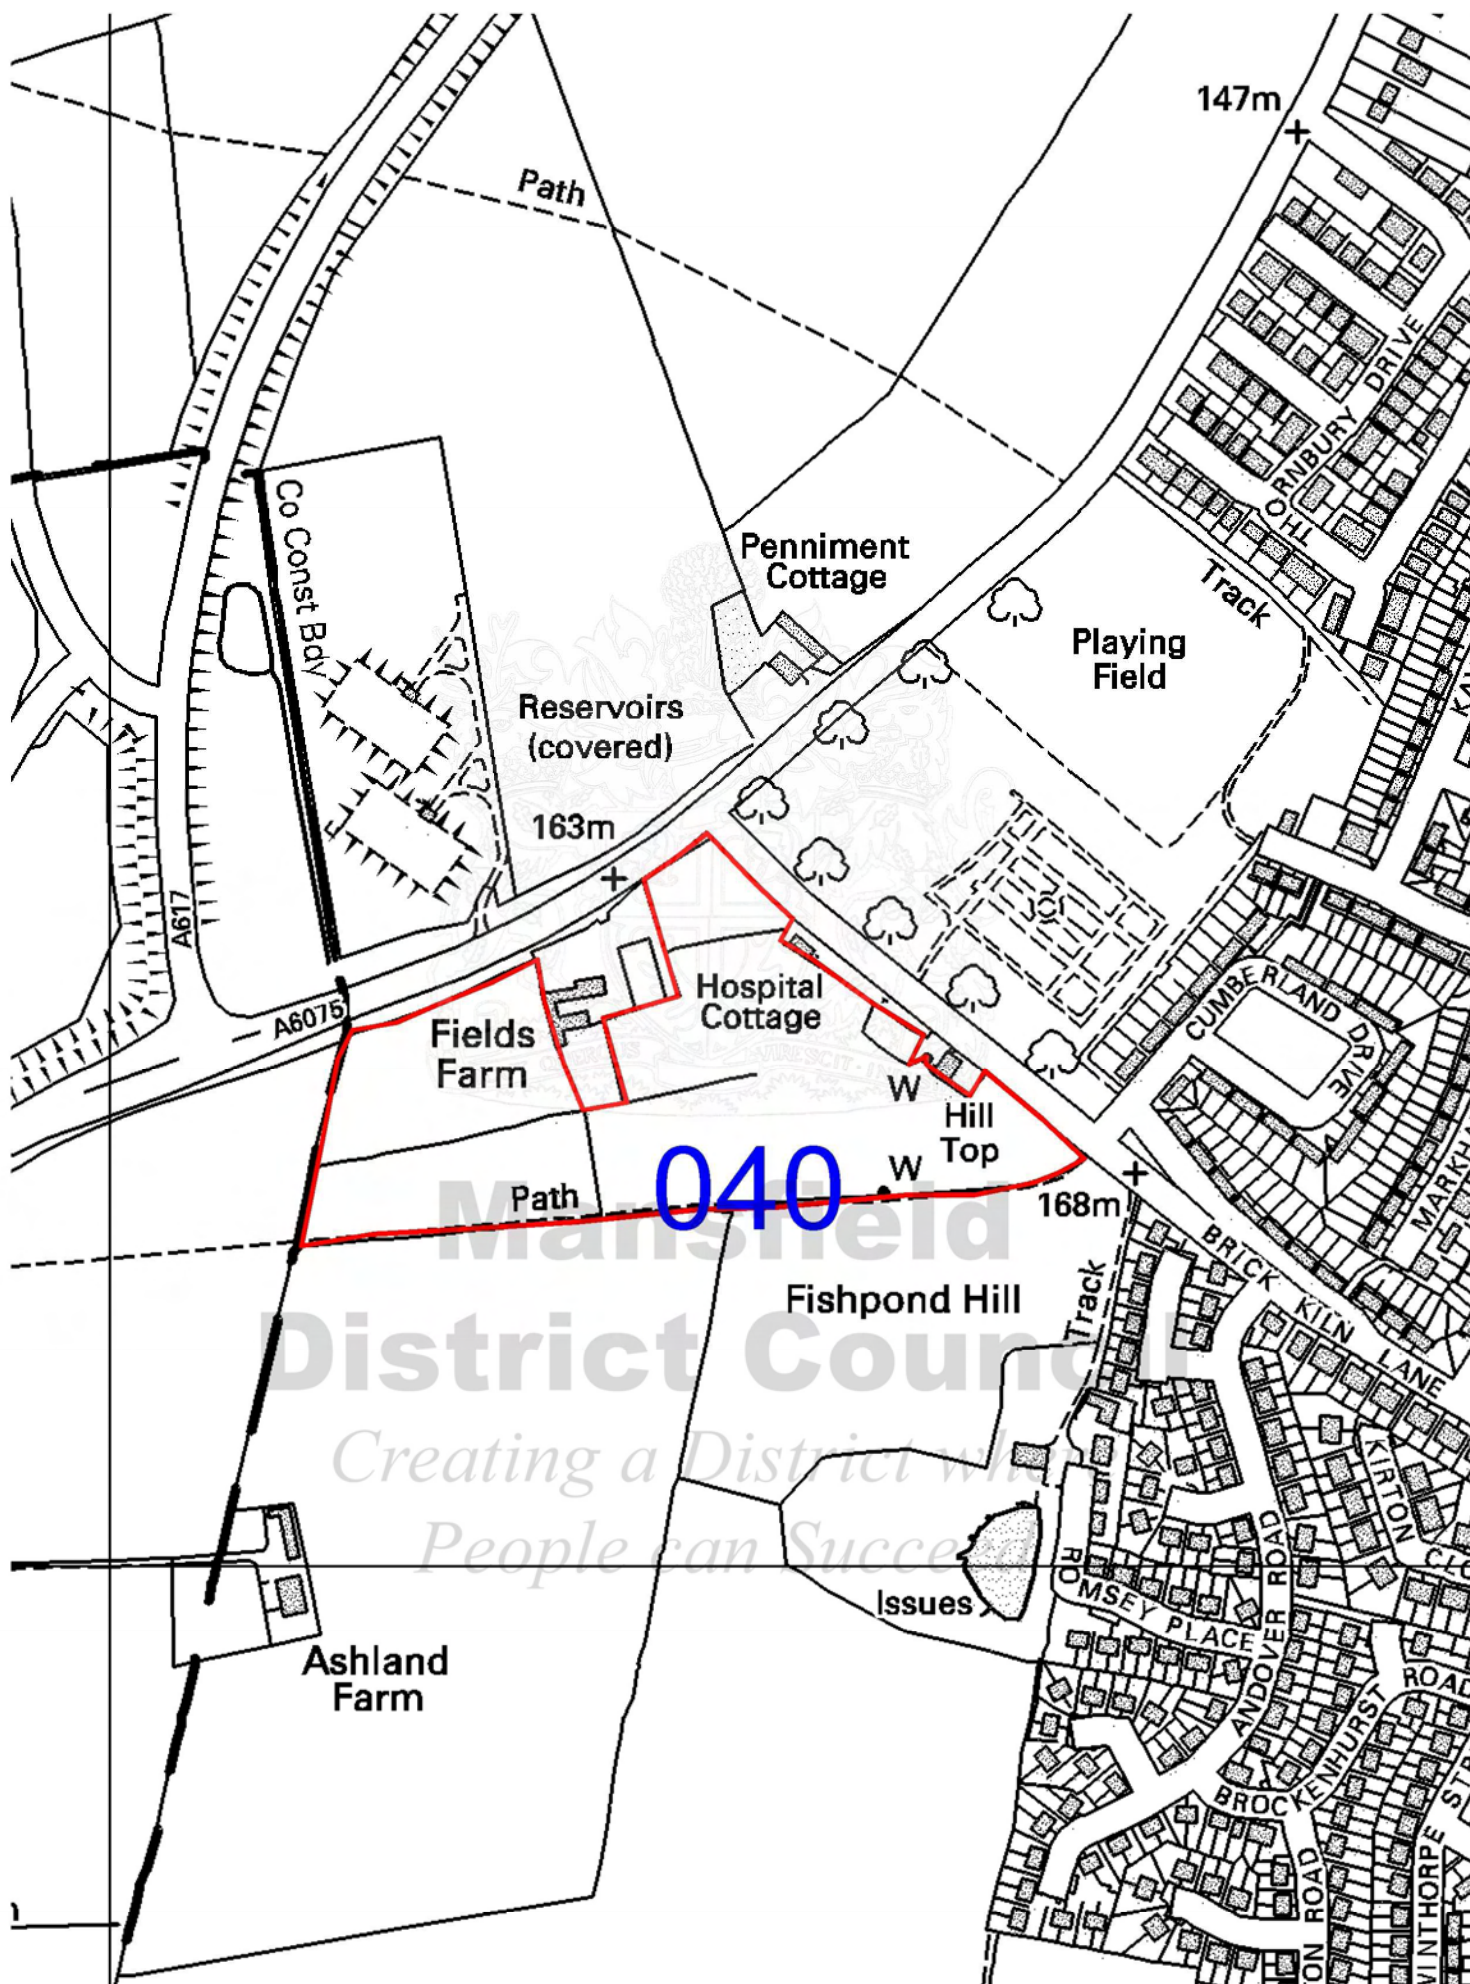 147m
Path
Co Const Bdy
THORNBURY DRIVE
Penniment
Cottage
Track
Playing
Field
Reservoirs
(covered)
163m
A617
A6075
Hospital
Cottage
Fields
Farm
CUMBERLAND DRIVE
W
Hill
Top
W
040
Path
168m
Mansfield
District Council
Creating a District where
People can Succeed
BRICK KILN LANE
Fishpond Hill
Track
KIRTON
ROMSEY PLACE
Issues
ANDOVER ROAD
Ashland
Farm
BROCKENHURST ROAD
WINTHORPE
ROAD